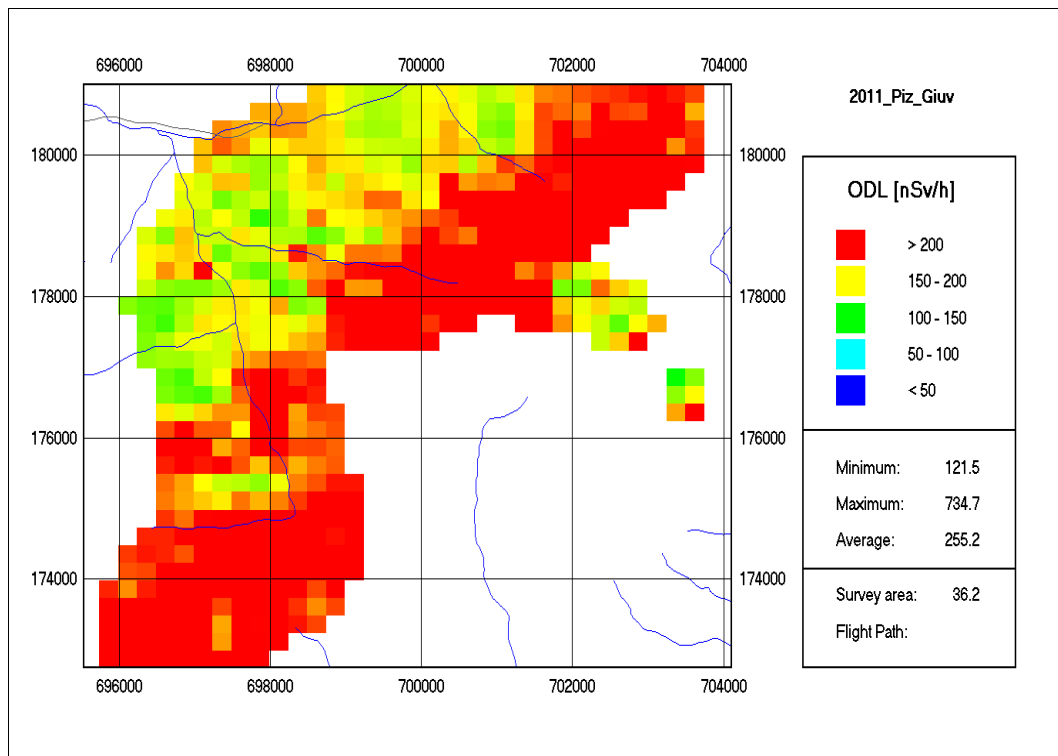 696000 698000 700000 702000 704000
2011_Piz_Giuv
180000 180000
ODL [nSv/h]
> 200
150 - 200
178000 178000
100 - 150
50 - 100
< 50
176000 176000
Minimum: 121.5
Maximum: 734.7
Average: 255.2
174000 174000
Survey area: 36.2
Flight Path:
696000 698000 700000 702000 704000